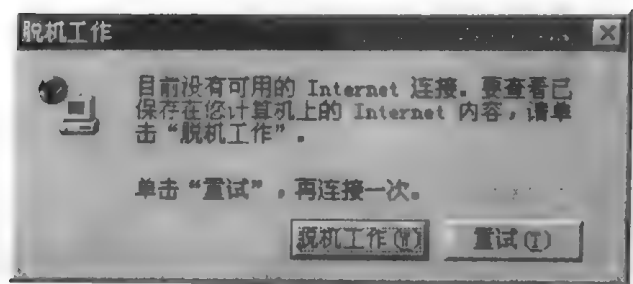 脱机工作
目前没有可用的 Internet 连接。要查看已
保存在您计算机上的 Internet 内容，请单
击“脱机工作”。
单击“重试”，再连接一次。
脱机工作(W)
重试(T)